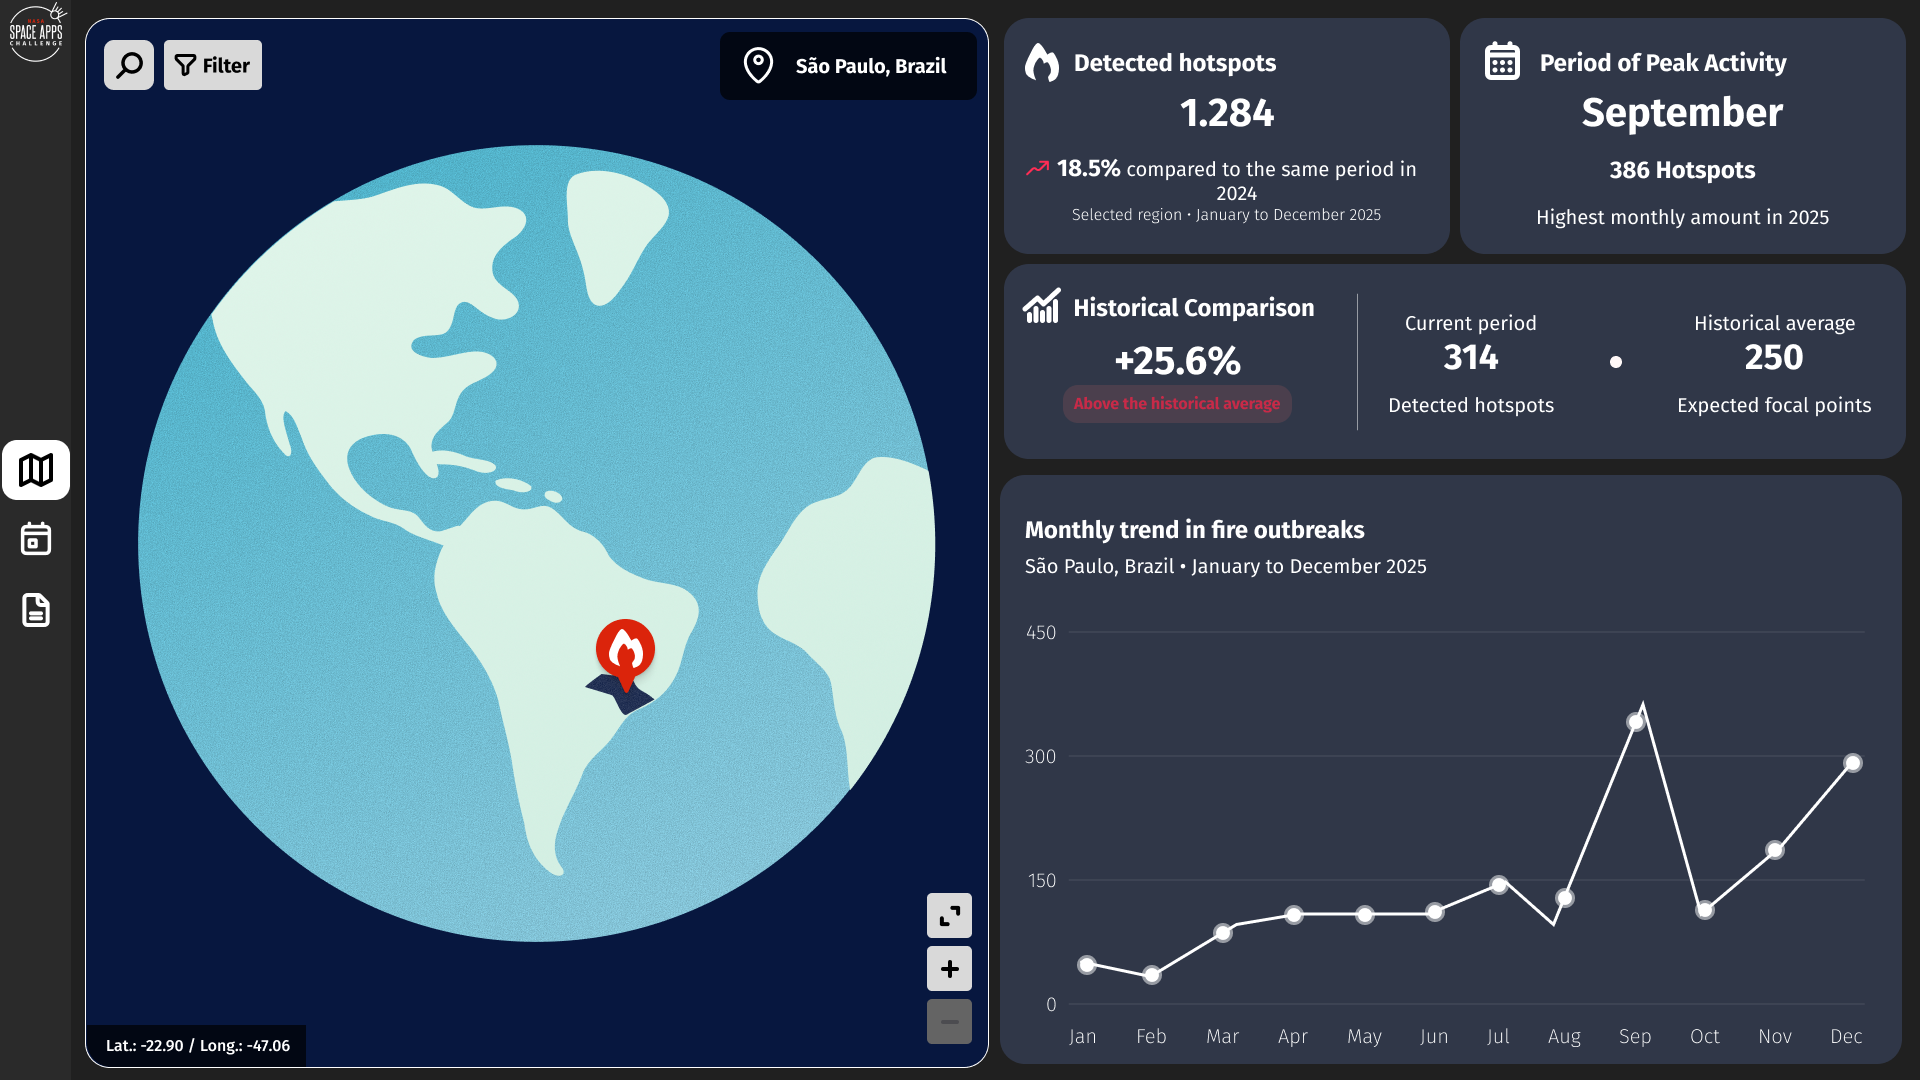 NASA
SPACE APPS
CHALLENGE
Filter
São Paulo, Brazil
Lat.: -22.90 / Long.: -47.06
Detected hotspots
1.284
18.5% compared to the same period in
2024
Selected region • January to December 2025
Period of Peak Activity
September
386 Hotspots
Highest monthly amount in 2025
Historical Comparison
+25.6%
Above the historical average
Current period
314
Detected hotspots
Historical average
250
Expected focal points
Monthly trend in fire outbreaks
São Paulo, Brazil • January to December 2025
450
300
150
0
Jan Feb Mar Apr May Jun Jul Aug Sep Oct Nov Dec